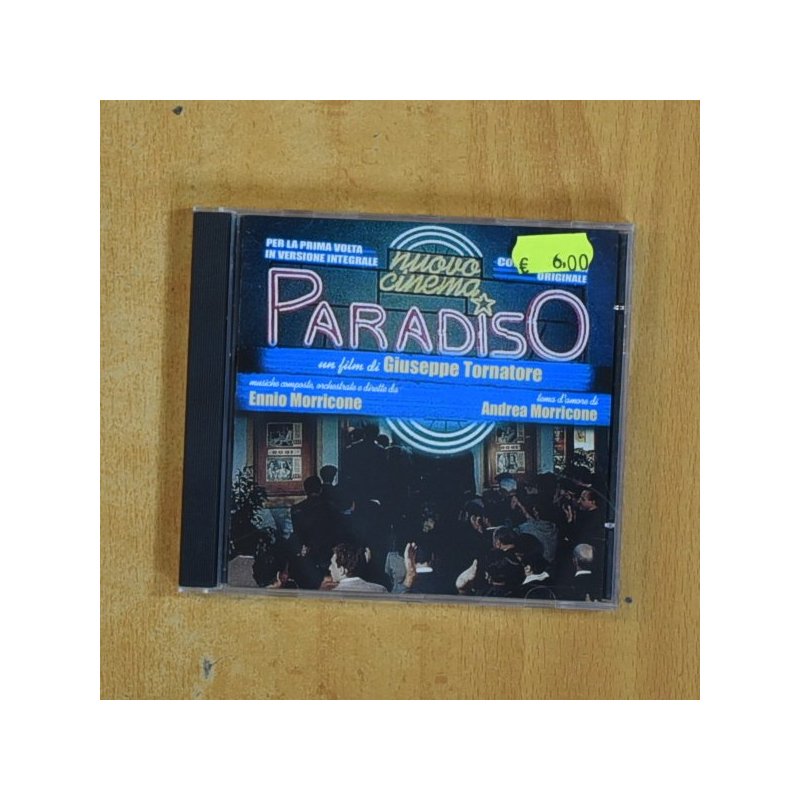 PER LA PRIMA VOLTA
IN VERSIONE INTEGRALE
CO
ORIGINALE
€ 6,00
nuovo
cinema
PARADISO
un film di Giuseppe Tornatore
musiche composte, orchestrate e dirette da
Ennio Morricone
tema d'amore di
Andrea Morricone